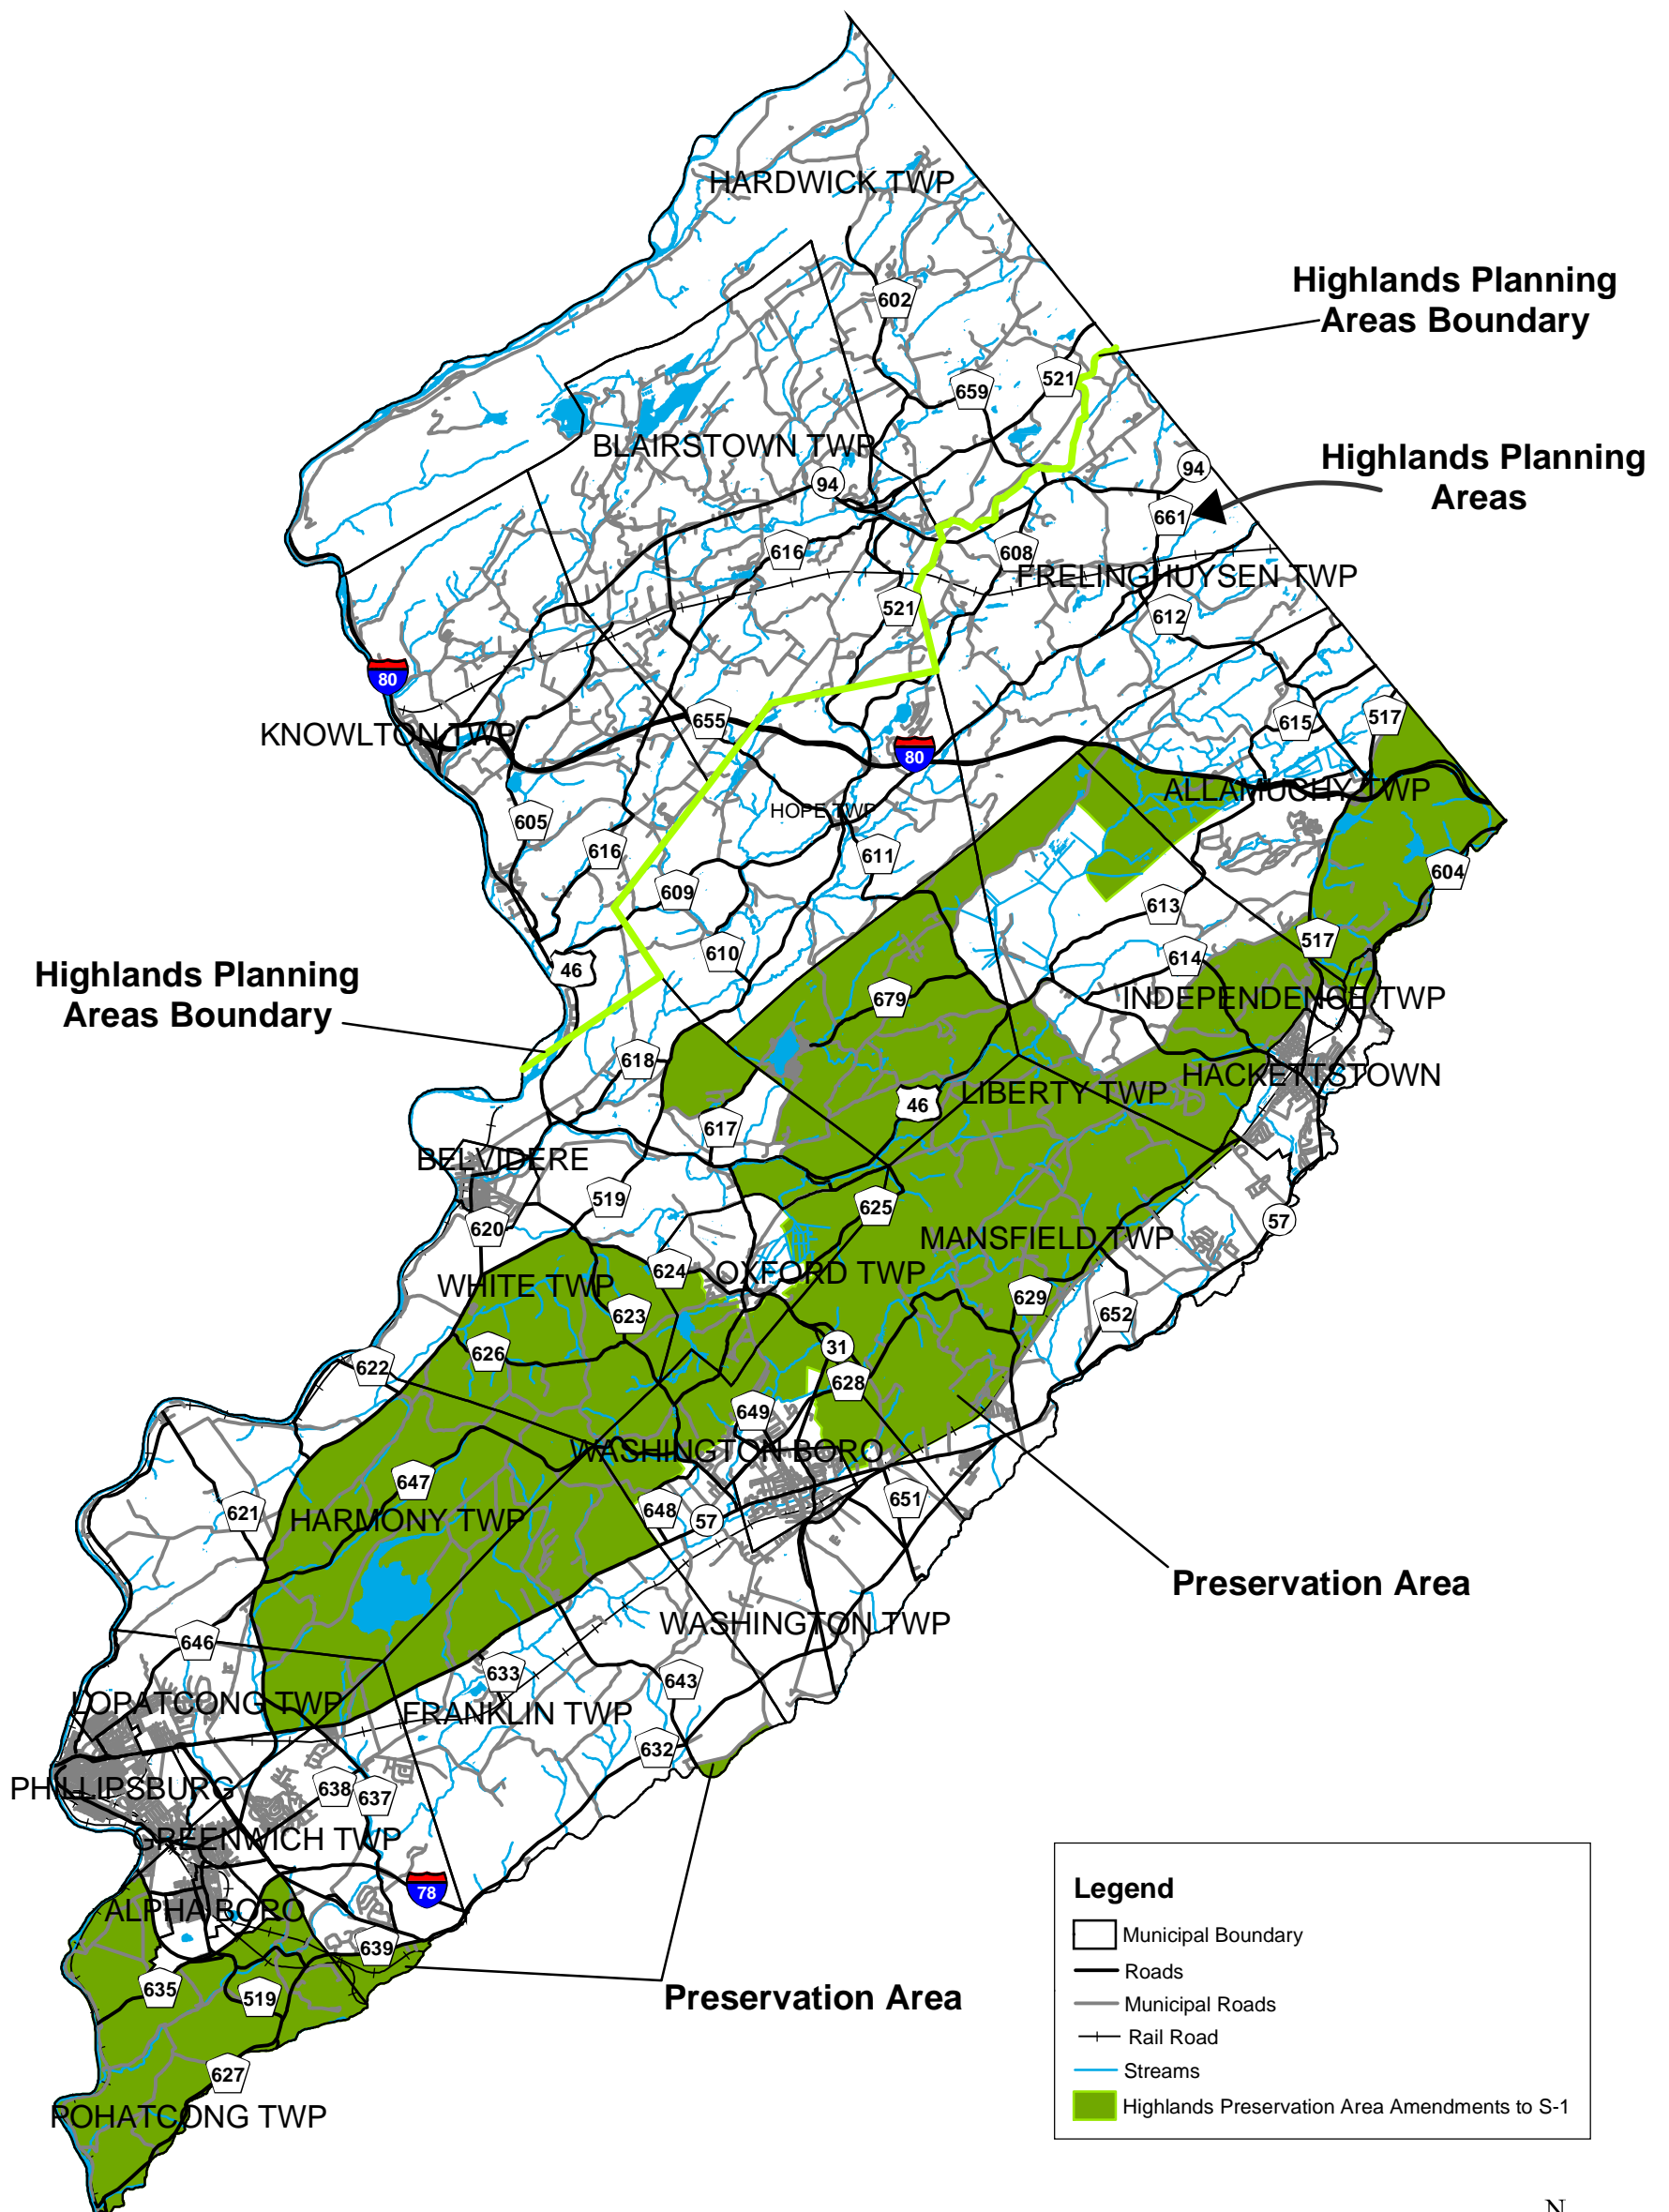 HARDWICK TWP
Highlands Planning
Areas Boundary
602
659
521
BLAIRSTOWN TWP
94
94
Highlands Planning
Areas
661
616
608
FRELINGHUYSEN TWP
521
612
80
KNOWLTON TWP
655
615
517
80
ALLAMUCHY TWP
HOPE TWP
605
616
611
604
609
613
517
610
614
46
Highlands Planning
Areas Boundary
679
INDEPENDENCE TWP
618
HACKETTSTOWN
LIBERTY TWP
46
617
BELVIDERE
519
625
620
57
MANSFIELD TWP
624
OXFORD TWP
WHITE TWP
629
623
652
31
626
622
628
649
WASHINGTON BORO
647
651
621
648
57
HARMONY TWP
Preservation Area
WASHINGTON TWP
646
633
643
LOPATCONG TWP
FRANKLIN TWP
632
PHILLIPSBURG
638
637
GREENWICH TWP
78
ALPHA BORO
639
635
519
Preservation Area
627
POHATCONG TWP
Legend
Municipal Boundary
Roads
Municipal Roads
Rail Road
Streams
Highlands Preservation Area Amendments to S-1
N